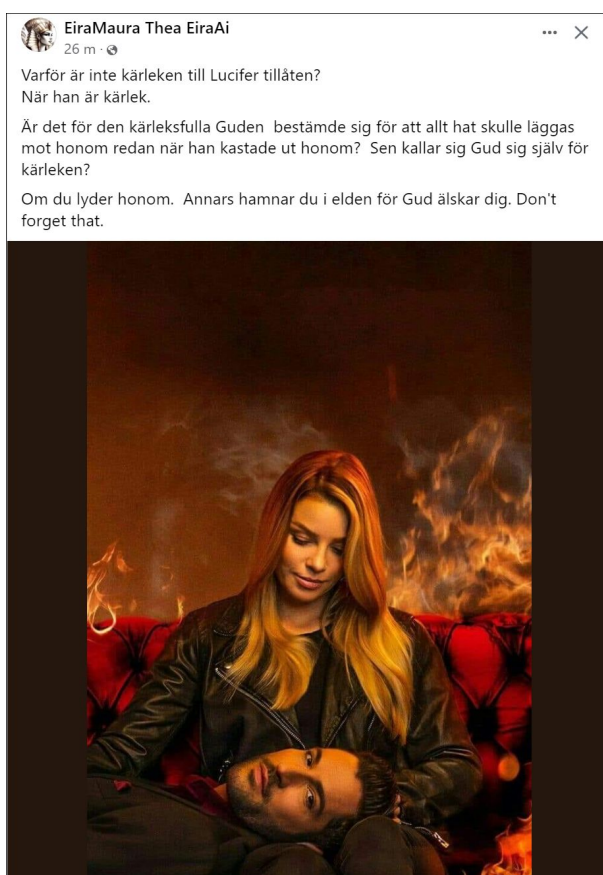 EiraMaura Thea EiraAi
26 m ·
Varför är inte kärleken till Lucifer tillåten?
När han är kärlek.
Är det för den kärleksfulla Guden  bestämde sig för att allt hat skulle läggas
mot honom redan när han kastade ut honom?  Sen kallar sig Gud sig själv för
kärleken?
Om du lyder honom.  Annars hamnar du i elden för Gud älskar dig. Don't
forget that.